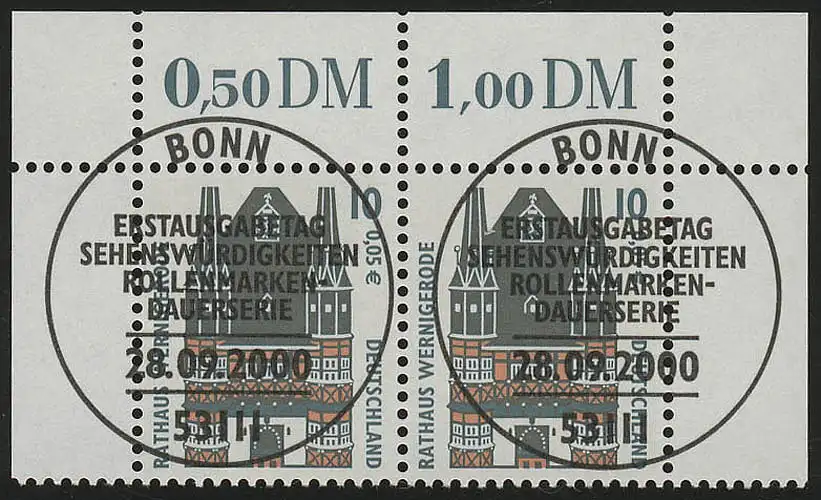 0,50 DM
1,00 DM
BONN
ERSTAUSGABETAG
SEHENSWÜRDIGKEITEN
ROLLENMARKEN-
DAUERSERIE
28.09.2000
53111
10
0,05 €
RATHAUS WERNIGERODE
DEUTSCHLAND
BONN
ERSTAUSGABETAG
SEHENSWÜRDIGKEITEN
ROLLENMARKEN-
DAUERSERIE
28.09.2000
53111
10
RATHAUS WERNIGERODE
DEUTSCHLAND